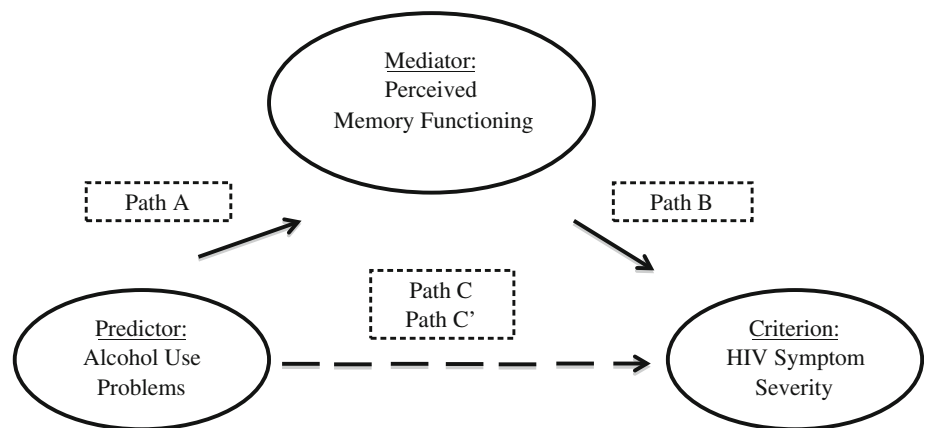 Mediator:
Perceived
Memory Functioning
Path A
Path B
Path C
Path C’
Predictor:
Alcohol Use
Problems
Criterion:
HIV Symptom
Severity